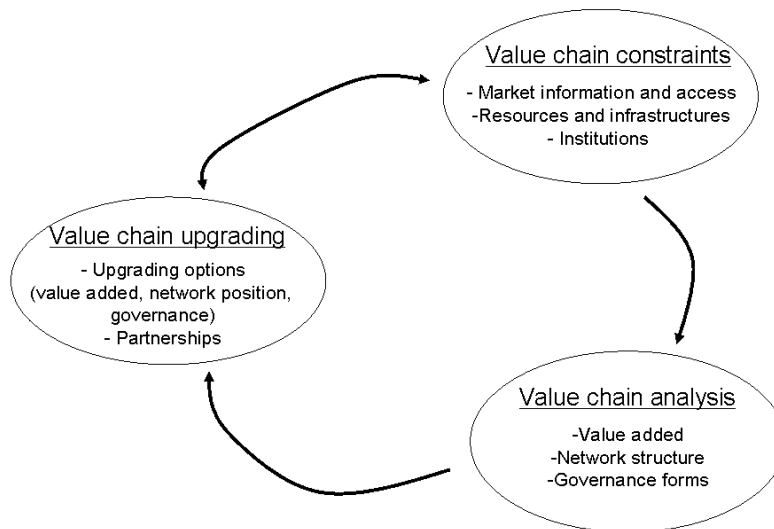 Value chain constraints
- Market information and access
-Resources and infrastructures
- Institutions
Value chain upgrading
- Upgrading options
(value added, network position,
governance)
- Partnerships
Value chain analysis
-Value added
-Network structure
-Governance forms